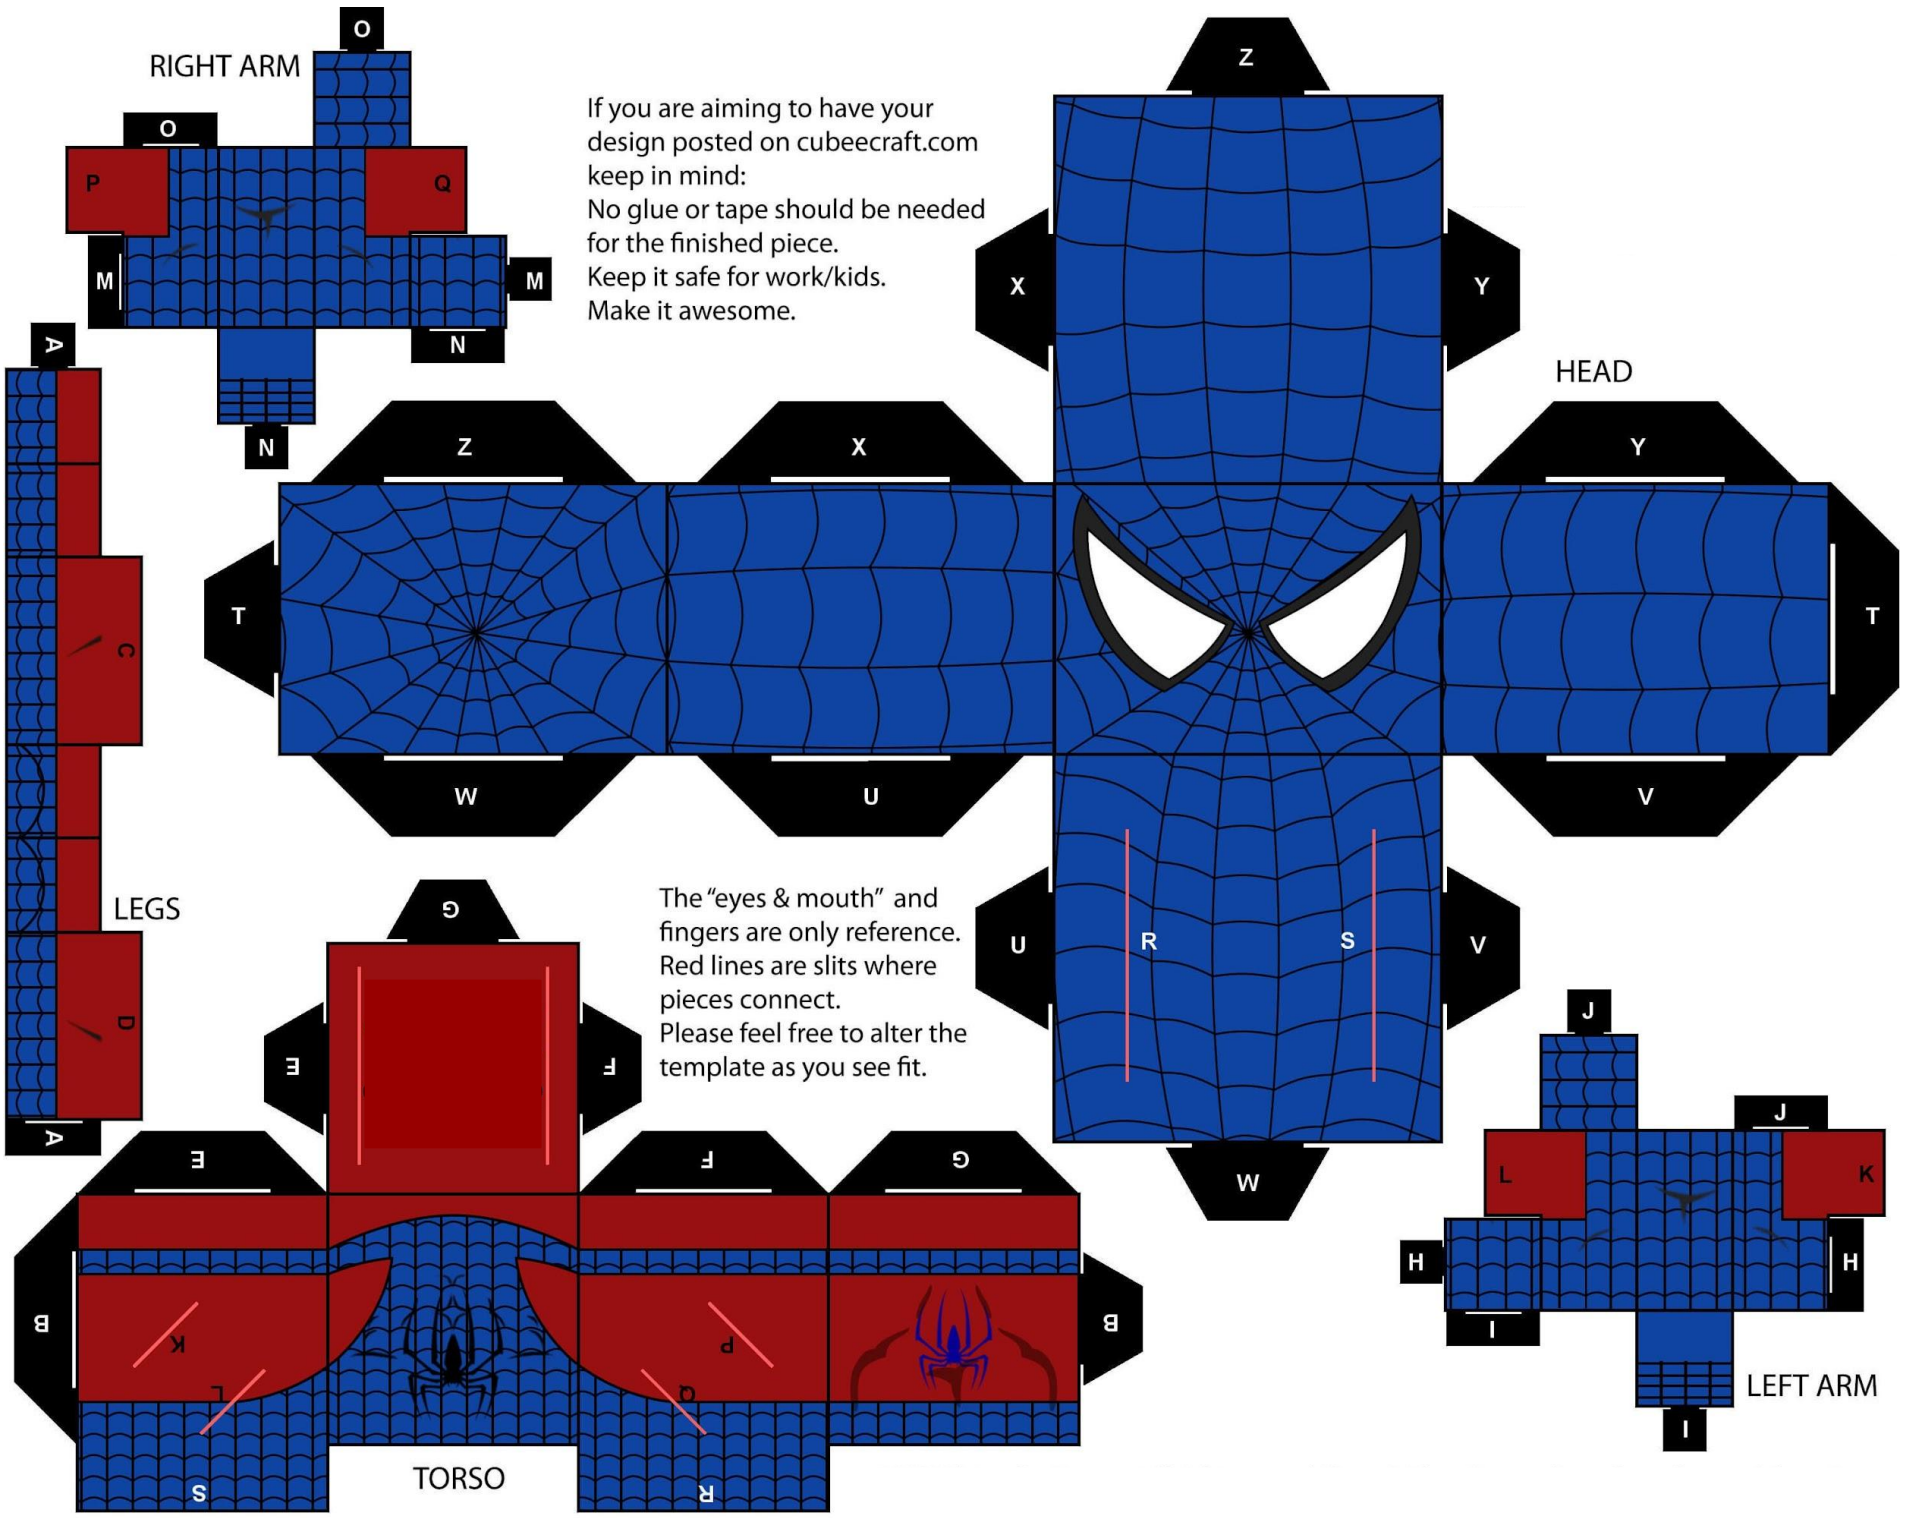 O
RIGHT ARM
O
P
Q
M
M
N
N
If you are aiming to have your
design posted on cubeecraft.com
keep in mind:
No glue or tape should be needed
for the finished piece.
Keep it safe for work/kids.
Make it awesome.
Z
X
Y
HEAD
Z
X
Y
T
T
W
U
V
A
C
D
A
LEGS
The “eyes & mouth” and
fingers are only reference.
Red lines are slits where
pieces connect.
Please feel free to alter the
template as you see fit.
U
R
S
V
W
G
E
F
E
F
G
B
K
L
P
Q
B
S
R
TORSO
J
J
L
K
H
H
I
I
LEFT ARM